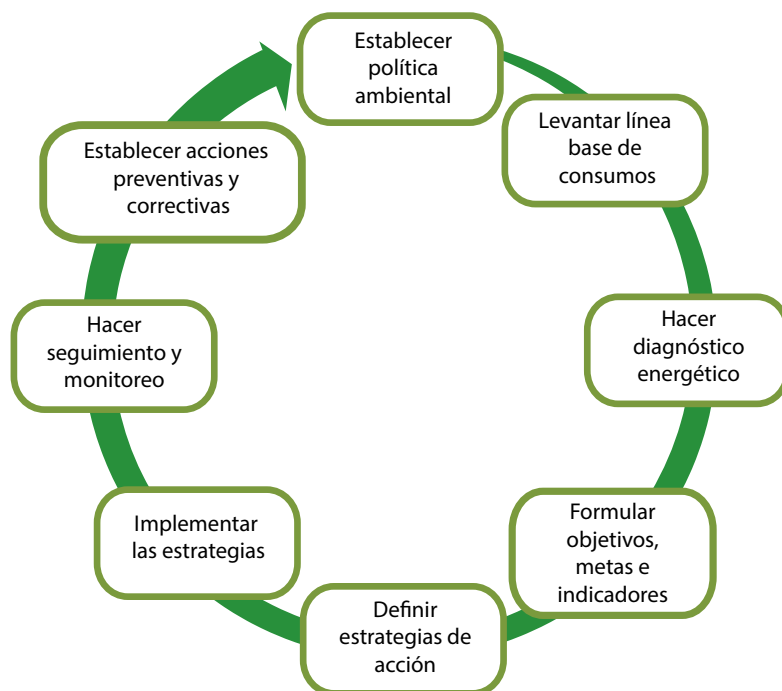 Establecer
política
ambiental
Levantar línea
base de
consumos
Hacer
diagnóstico
energético
Formular
objetivos,
metas e
indicadores
Definir
estrategias de
acción
Implementar
las estrategias
Hacer
seguimiento y
monitoreo
Establecer acciones
preventivas y
correctivas